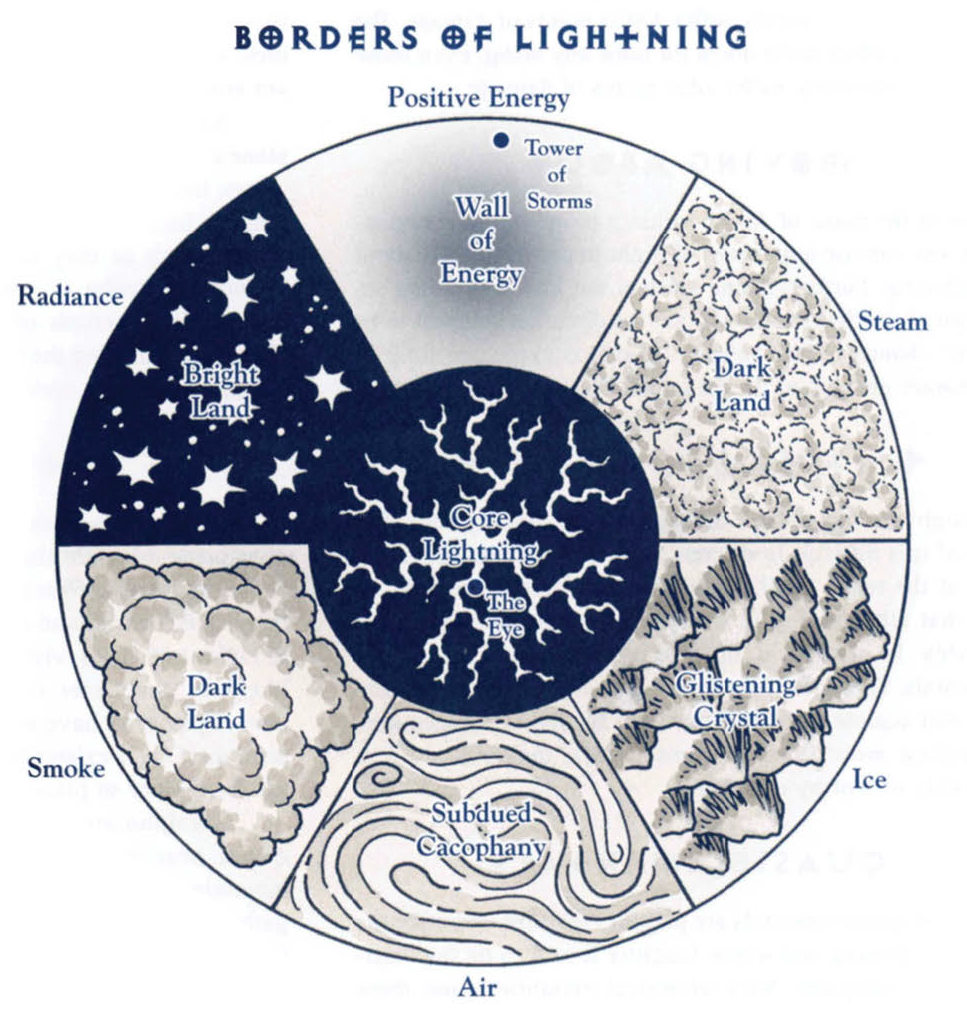 BORDERS OF LIGHTNING
Positive Energy
Tower
of
Storms
Wall
of
Energy
Radiance
Bright
Land
Steam
Dark
Land
Core
Lightning
The
Eye
Dark
Land
Smoke
Glistening
Crystal
Ice
Subdued
Cacophany
Air